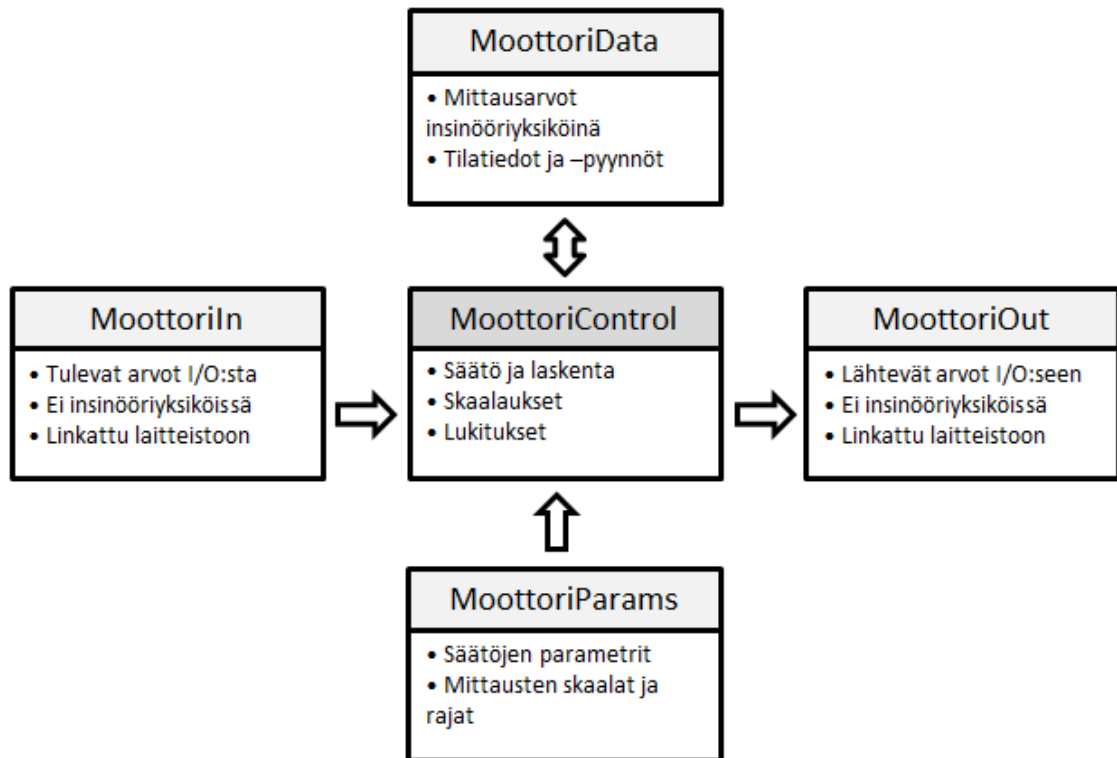 MoottoriData
• Mittausarvot
insinööriyksiköinä
• Tilatiedot ja –pyynnöt
MoottoriIn
• Tulevat arvot I/O:sta
• Ei insinööriyksiköissä
• Linkattu laitteistoon
MoottoriControl
• Säätö ja laskenta
• Skaalaukset
• Lukitukset
MoottoriOut
• Lähtevät arvot I/O:seen
• Ei insinööriyksiköissä
• Linkattu laitteistoon
MoottoriParams
• Säätöjen parametrit
• Mittausten skaalat ja
rajat